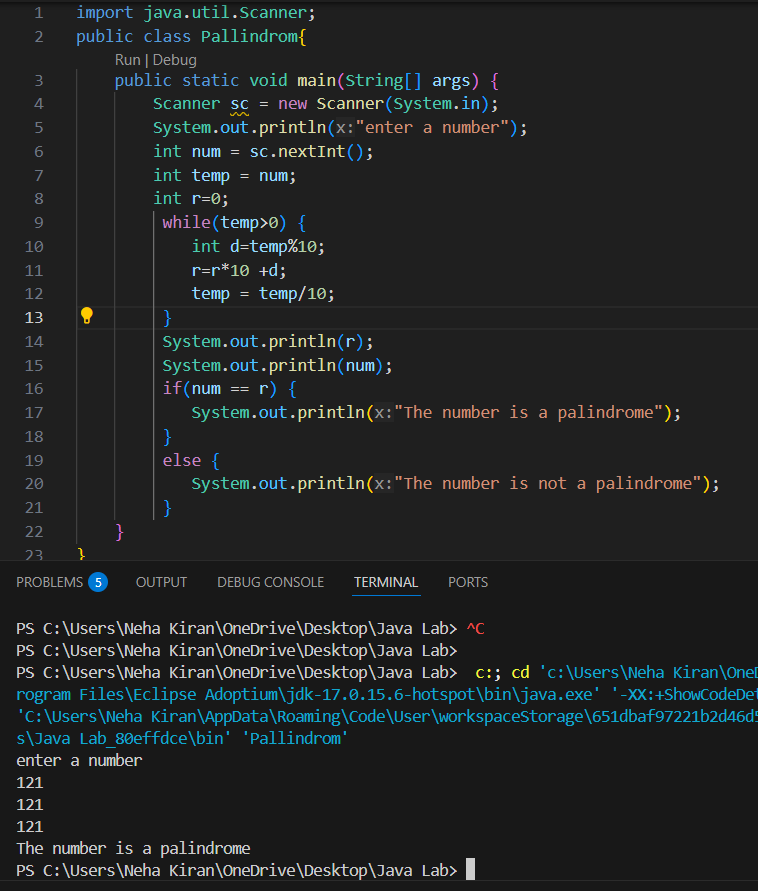 1 import java.util.Scanner;
2 public class Pallindrom{
Run | Debug
3 public static void main(String[] args) {
4 Scanner sc = new Scanner(System.in);
5 System.out.println(x:"enter a number");
6 int num = sc.nextInt();
7 int temp = num;
8 int r=0;
9 while(temp>0) {
10 int d=temp%10;
11 r=r*10 +d;
12 temp = temp/10;
13 }
14 System.out.println(r);
15 System.out.println(num);
16 if(num == r) {
17 System.out.println(x:"The number is a palindrome");
18 }
19 else {
20 System.out.println(x:"The number is not a palindrome");
21 }
22 }
23 }
PROBLEMS 5 OUTPUT DEBUG CONSOLE TERMINAL PORTS
PS C:\Users\Neha Kiran\OneDrive\Desktop\Java Lab> ^C
PS C:\Users\Neha Kiran\OneDrive\Desktop\Java Lab>
PS C:\Users\Neha Kiran\OneDrive\Desktop\Java Lab> c:; cd 'c:\Users\Neha Kiran\OneD
rogram Files\Eclipse Adoptium\jdk-17.0.15.6-hotspot\bin\java.exe' '-XX:+ShowCodeDet
'C:\Users\Neha Kiran\AppData\Roaming\Code\User\workspaceStorage\651dbaf97221b2d46d5
s\Java Lab_80effdce\bin' 'Pallindrom'
enter a number
121
121
121
The number is a palindrome
PS C:\Users\Neha Kiran\OneDrive\Desktop\Java Lab>